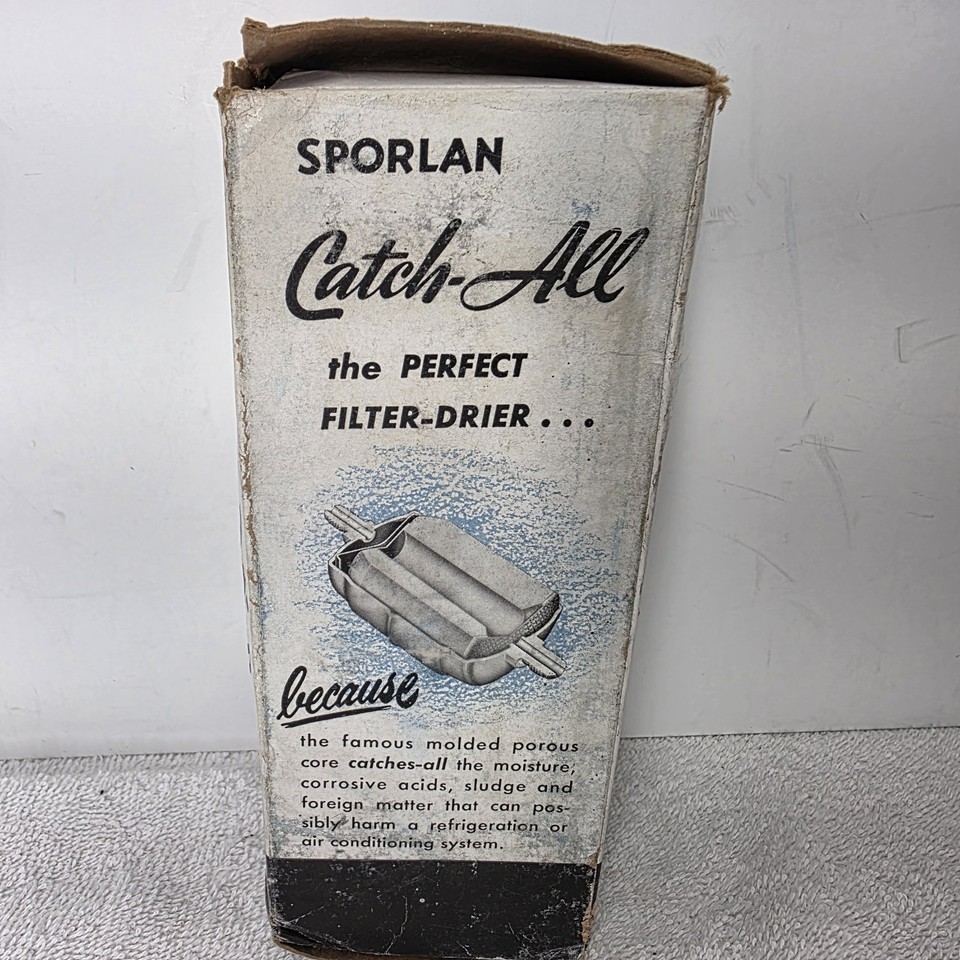 SPORLAN
Catch-All
the PERFECT
FILTER-DRIER...
because
the famous molded porous
core catches-all the moisture,
corrosive acids, sludge and
foreign matter that can pos-
sibly harm a refrigeration or
air conditioning system.